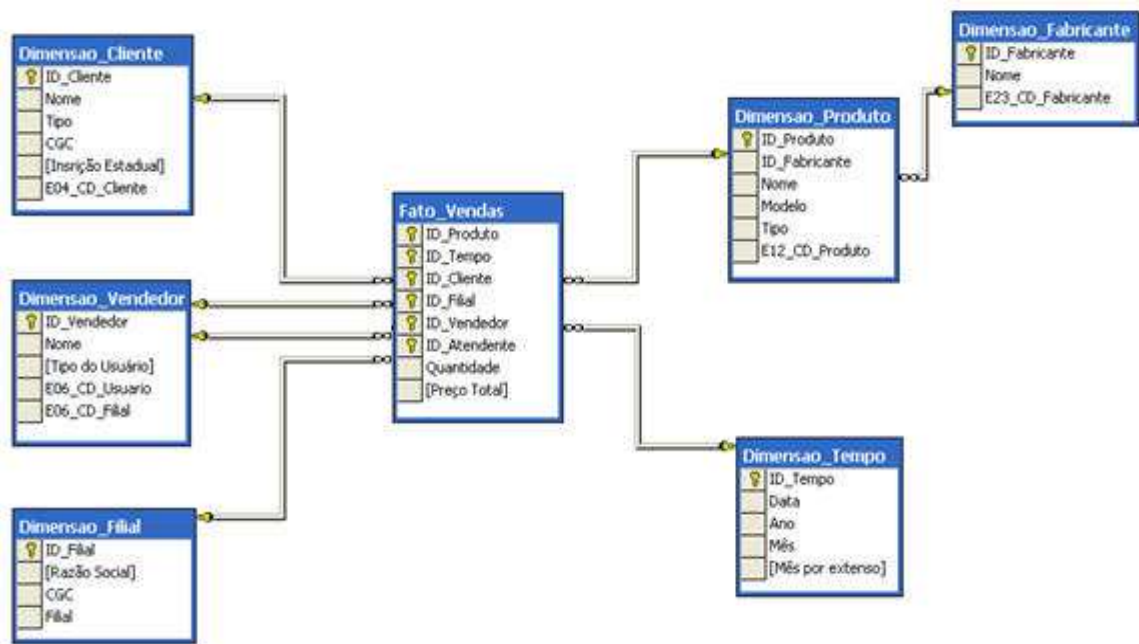 Dimensao_Cliente
ID_Cliente
Nome
Tipo
CGC
[Insrição Estadual]
E04_CD_Cliente
Dimensao_Vendedor
ID_Vendedor
Nome
[Tipo do Usuário]
E06_CD_Usuario
E06_CD_Filial
Dimensao_Filial
ID_Filial
[Razão Social]
CGC
Filial
Fato_Vendas
ID_Produto
ID_Tempo
ID_Cliente
ID_Filial
ID_Vendedor
ID_Atendente
Quantidade
[Preço Total]
Dimensao_Produto
ID_Produto
ID_Fabricante
Nome
Modelo
Tipo
E12_CD_Produto
Dimensao_Fabricante
ID_Fabricante
Nome
E23_CD_Fabricante
Dimensao_Tempo
ID_Tempo
Data
Ano
Mês
[Mês por extenso]